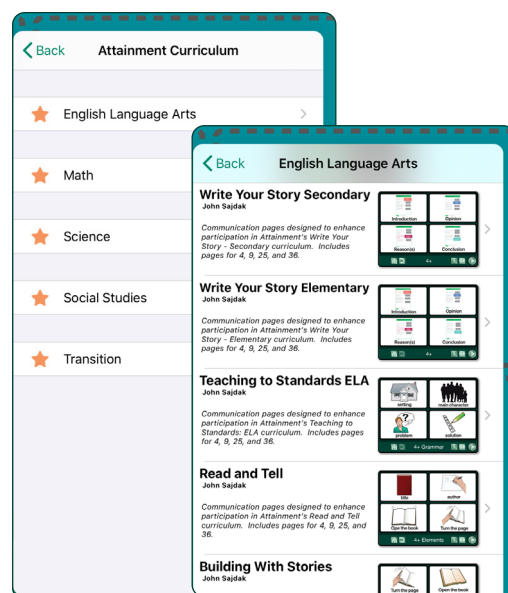 Back
Attainment Curriculum
English Language Arts
Math
Science
Social Studies
Transition
Back
English Language Arts
Write Your Story Secondary
John Sajdak
Communication pages designed to enhance
participation in Attainment's Write Your
Story - Secondary curriculum. Includes
pages for 4, 9, 25, and 36.
Introduction
Opinion
Reason(s)
Conclusion
4+
Write Your Story Elementary
John Sajdak
Communication pages designed to enhance
participation in Attainment's Write Your
Story - Elementary curriculum. Includes
pages for 4, 9, 25, and 36.
Introduction
Opinion
Reason(s)
Conclusion
4+
Teaching to Standards ELA
John Sajdak
Communication pages designed to enhance
participation in Attainment's Teaching to
Standards: ELA curriculum. Includes pages
for 4, 9, 25, and 36.
setting
main character
problem
solution
4+ Grammar
Read and Tell
John Sajdak
Communication pages designed to enhance
participation in Attainment's Read and Tell
curriculum. Includes pages for 4, 9, 25, and
36.
title
author
Ope the book
Turn the page
4+ Elements
Building With Stories
John Sajdak
Turn the page
Open the book